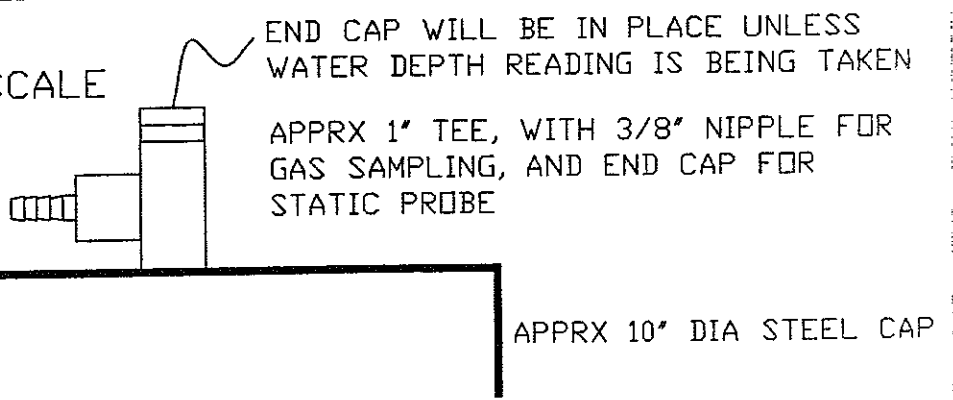 END CAP WILL BE IN PLACE UNLESS
WATER DEPTH READING IS BEING TAKEN
APPRX 1" TEE, WITH 3/8" NIPPLE FOR
GAS SAMPLING, AND END CAP FOR
STATIC PROBE
APPRX 10" DIA STEEL CAP